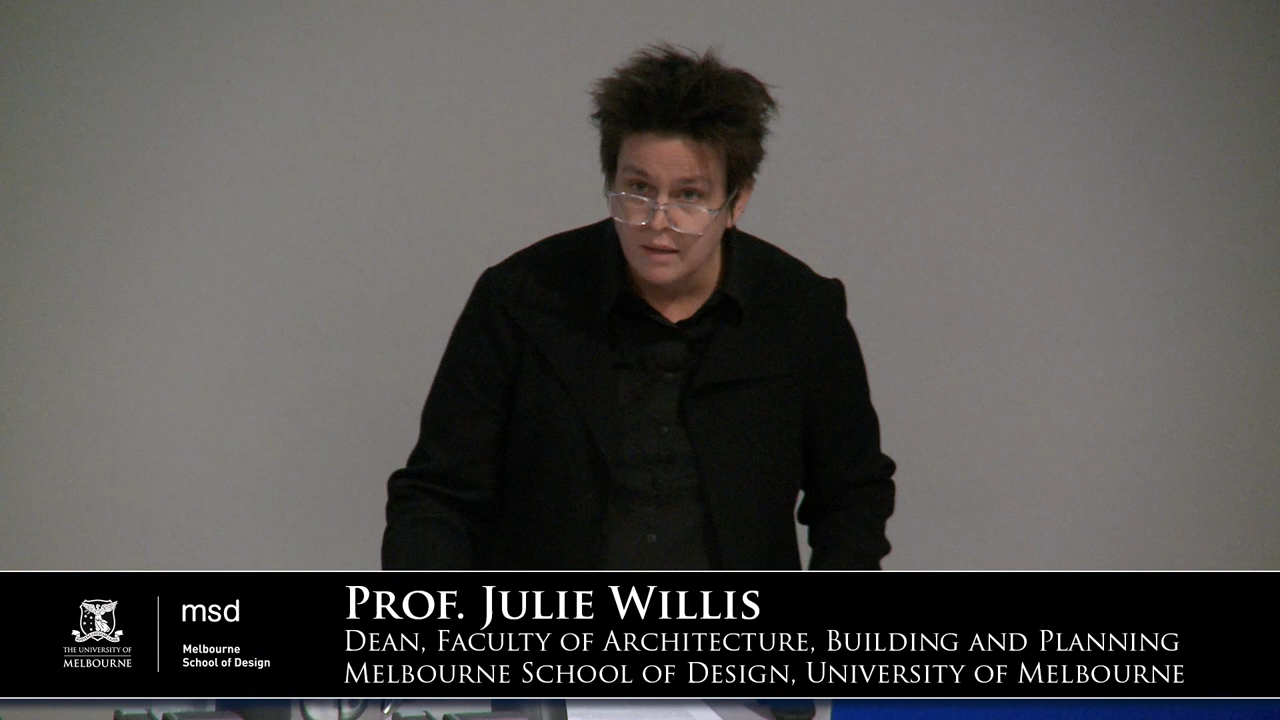 PROF. JULIE WILLIS
DEAN, FACULTY OF ARCHITECTURE, BUILDING AND PLANNING
MELBOURNE SCHOOL OF DESIGN, UNIVERSITY OF MELBOURNE
THE UNIVERSITY OF
MELBOURNE
msd
Melbourne
School of Design